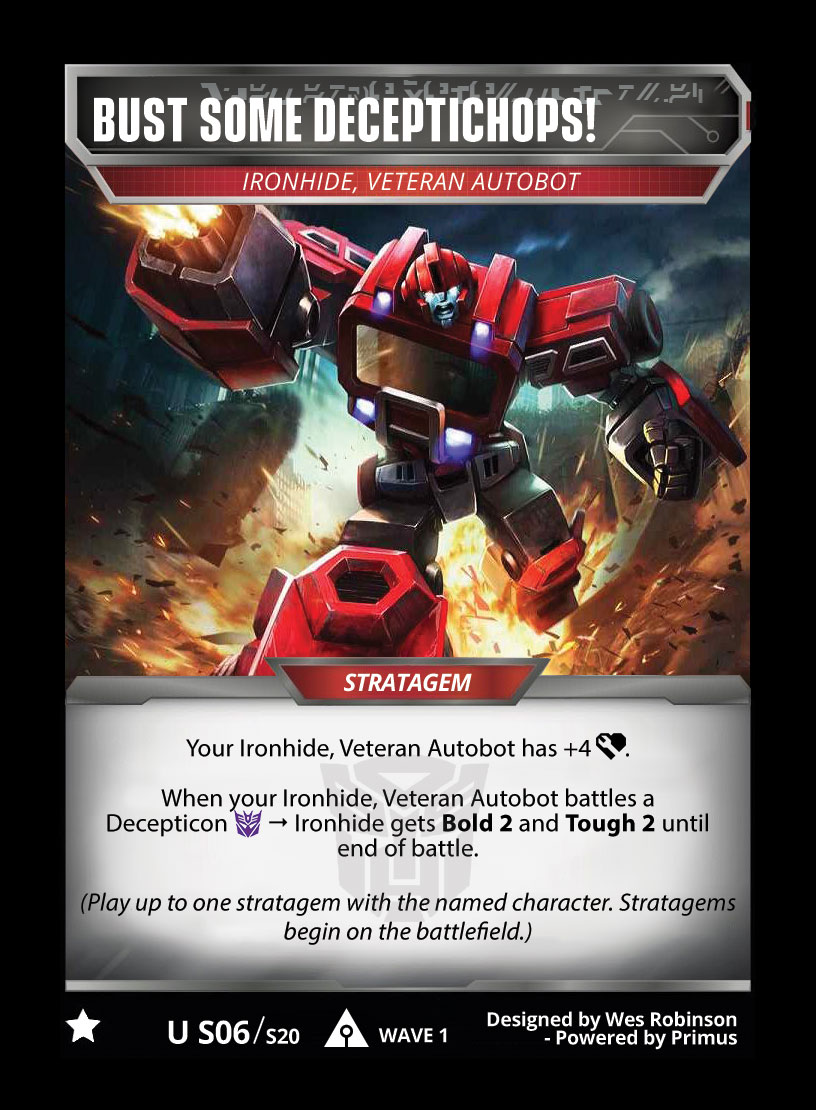 BUST SOME DECEPTICHOPS!
IRONHIDE, VETERAN AUTOBOT
STRATAGEM
Your Ironhide, Veteran Autobot has +4 .
When your Ironhide, Veteran Autobot battles a
Decepticon → Ironhide gets Bold 2 and Tough 2 until
end of battle.
(Play up to one stratagem with the named character. Stratagems
begin on the battlefield.)
U S06/S20
WAVE 1
Designed by Wes Robinson
- Powered by Primus